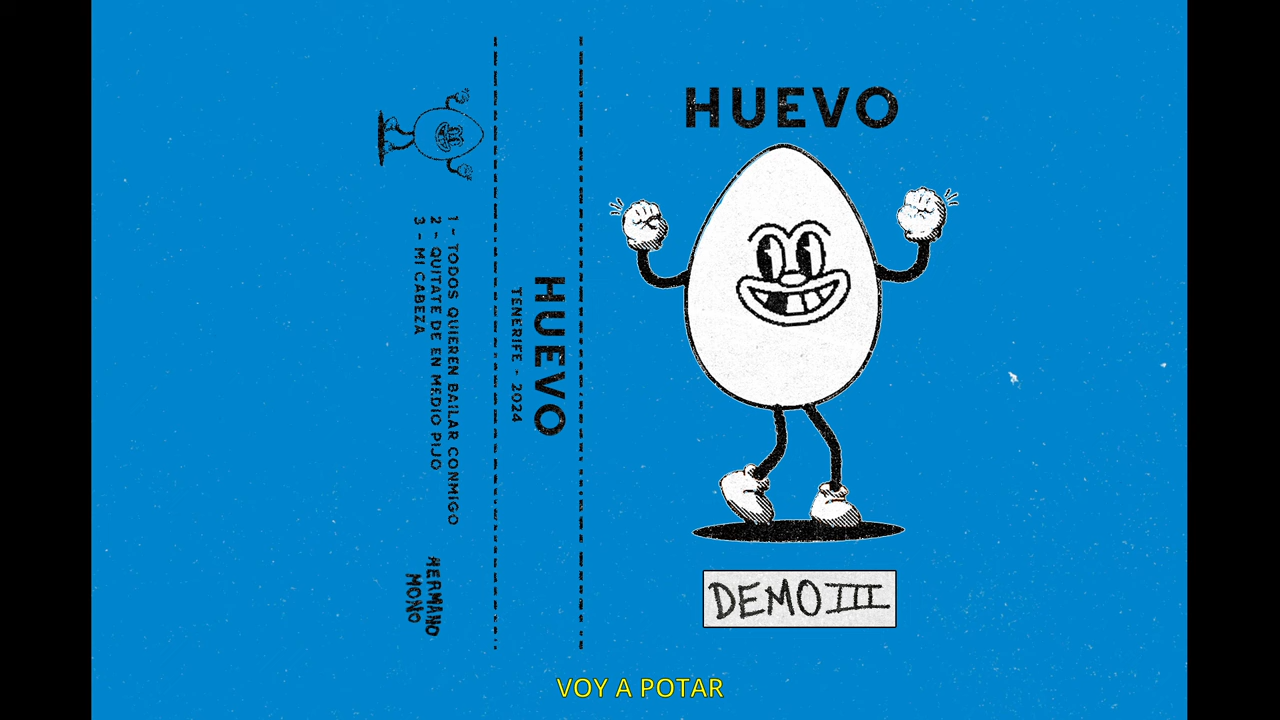 HUEVO
DEMO III
HUEVO
TENERIFE - 2024
1 - TODOS QUIEREN BAILAR CONMIGO
2 - QUITATE DE EN MEDIO PIJO
3 - MI CABEZA
HERMANO
MONO
VOY A POTAR